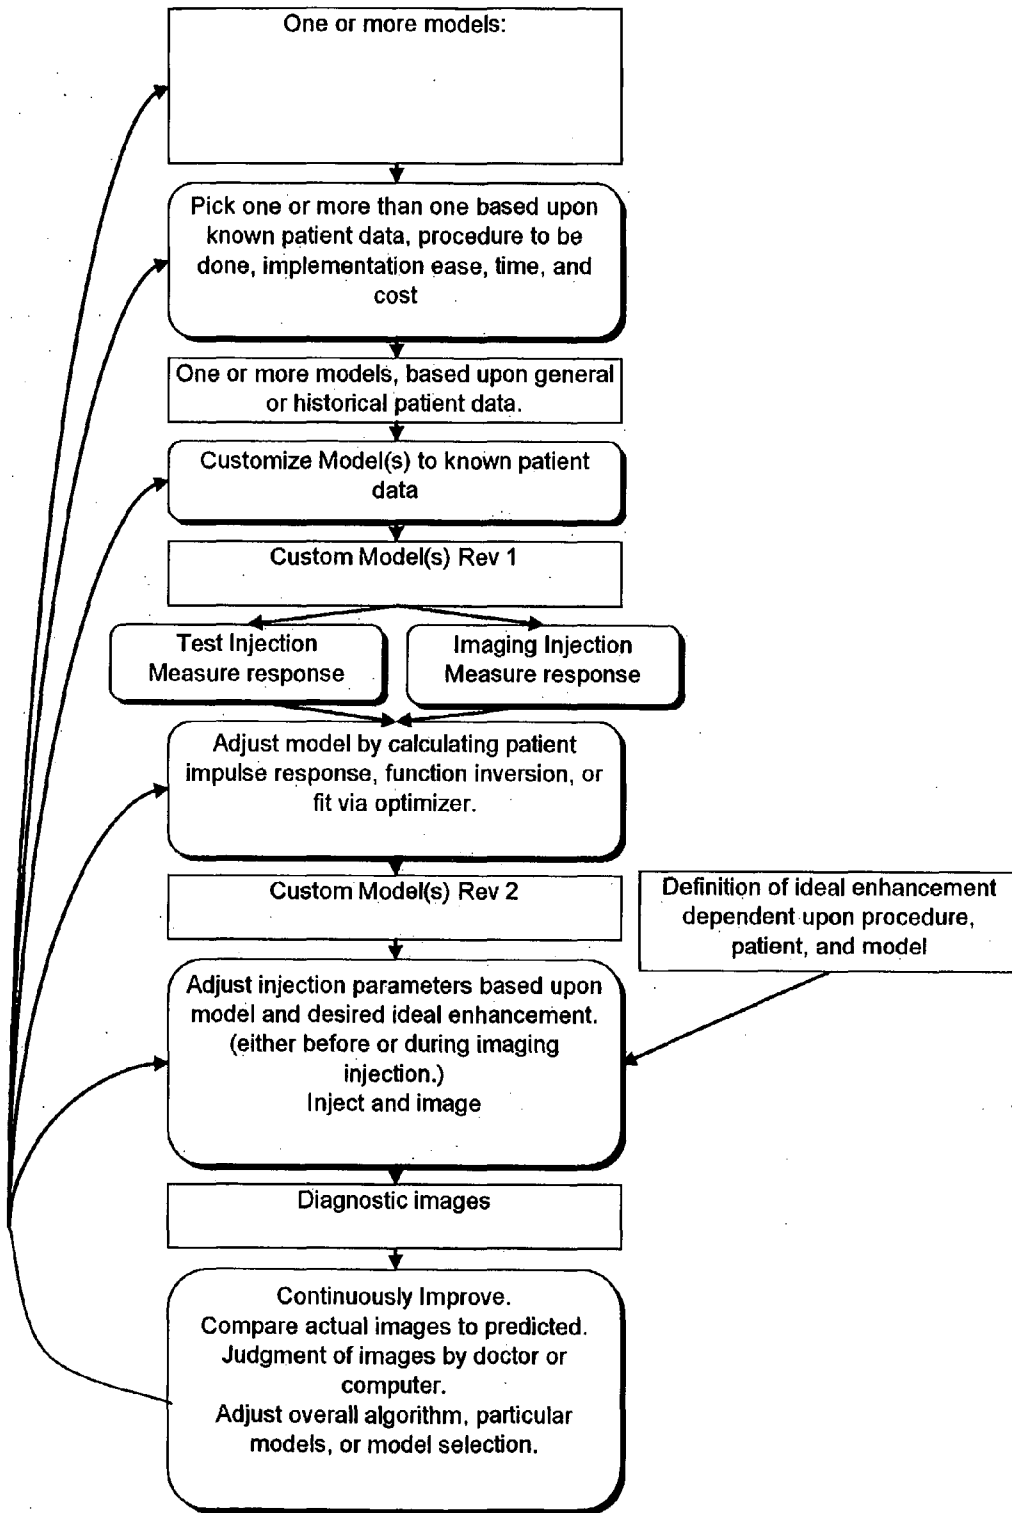 One or more models:
Pick one or more than one based upon
known patient data, procedure to be
done, implementation ease, time, and
cost
One or more models, based upon general
or historical patient data.
Customize Model(s) to known patient
data
Custom Model(s) Rev 1
Test Injection
Measure response
Imaging Injection
Measure response
Adjust model by calculating patient
impulse response, function inversion, or
fit via optimizer.
Custom Model(s) Rev 2
Definition of ideal enhancement
dependent upon procedure,
patient, and model
Adjust injection parameters based upon
model and desired ideal enhancement.
(either before or during imaging
injection.)
Inject and image
Diagnostic images
Continuously Improve.
Compare actual images to predicted.
Judgment of images by doctor or
computer.
Adjust overall algorithm, particular
models, or model selection.